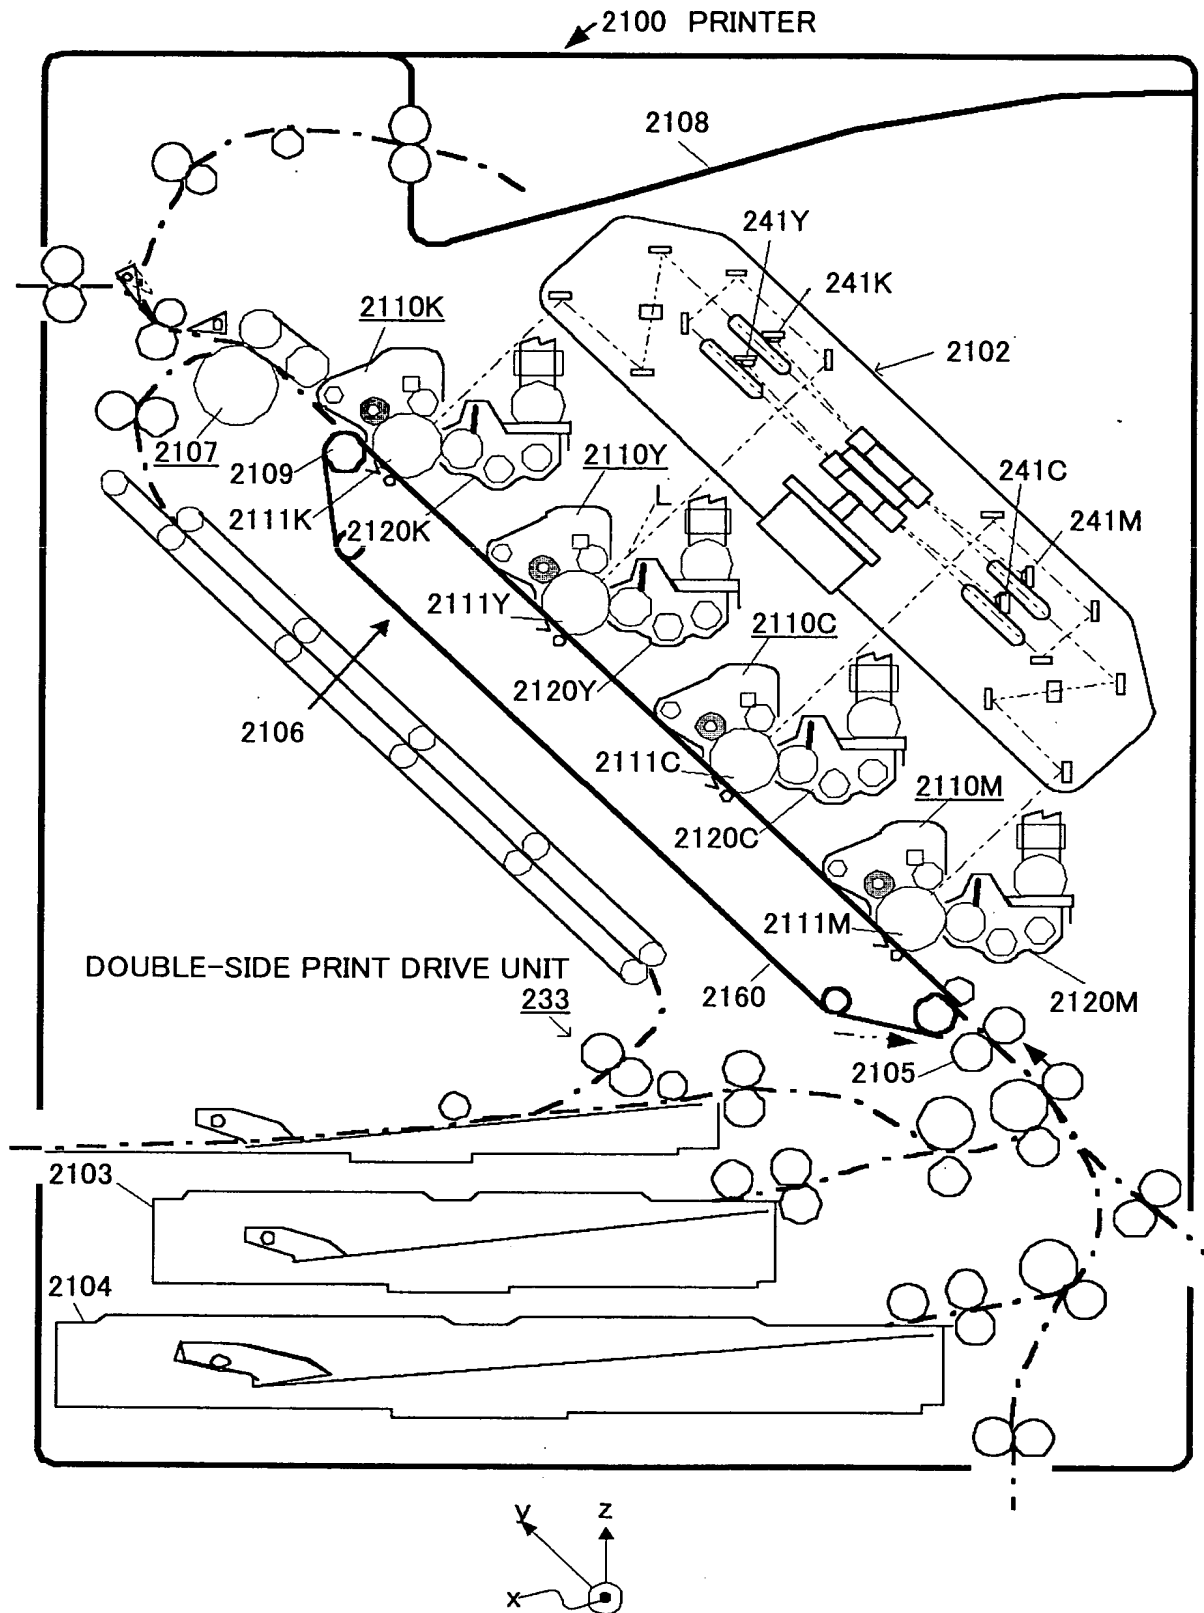 2100 PRINTER
2108
241Y
241K
2110K
2102
2107
2109
2110Y
241C
2111K
2120K
L
241M
2111Y
2110C
2120Y
2106
2111C
2110M
2120C
2111M
DOUBLE-SIDE PRINT DRIVE UNIT
233
2160
2120M
2105
2103
2104
y
z
x